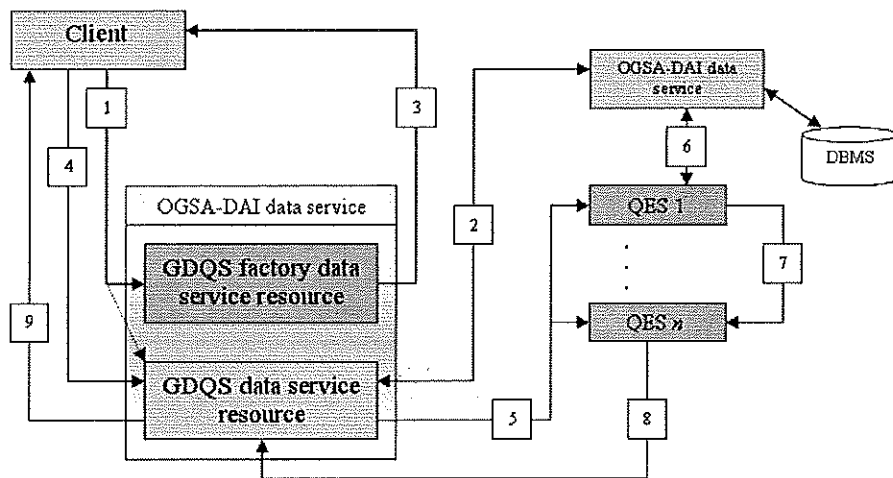 Client
1
3
OGSA-DAI data
service
4
6
DBMS
OGSA-DAI data service
2
QES 1
GDQS factory data
service resource
7
9
QES n
GDQS data service
resource
5
8